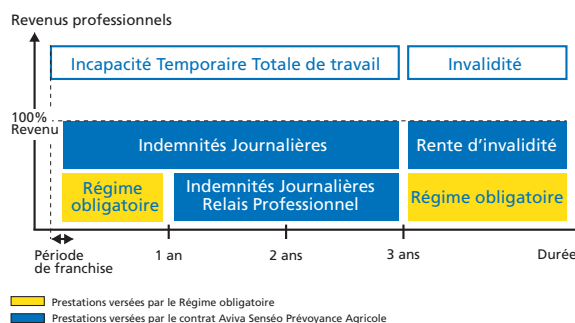 Revenus professionnels
Incapacité Temporaire Totale de travail
Invalidité
100%
Revenu
Indemnités Journalières
Rente d'invalidité
Régime
obligatoire
Indemnités Journalières
Relais Professionnel
Régime obligatoire
Période
de franchise
1 an
2 ans
3 ans
Durée
Prestations versées par le Régime obligatoire
Prestations versées par le contrat Aviva Senséo Prévoyance Agricole